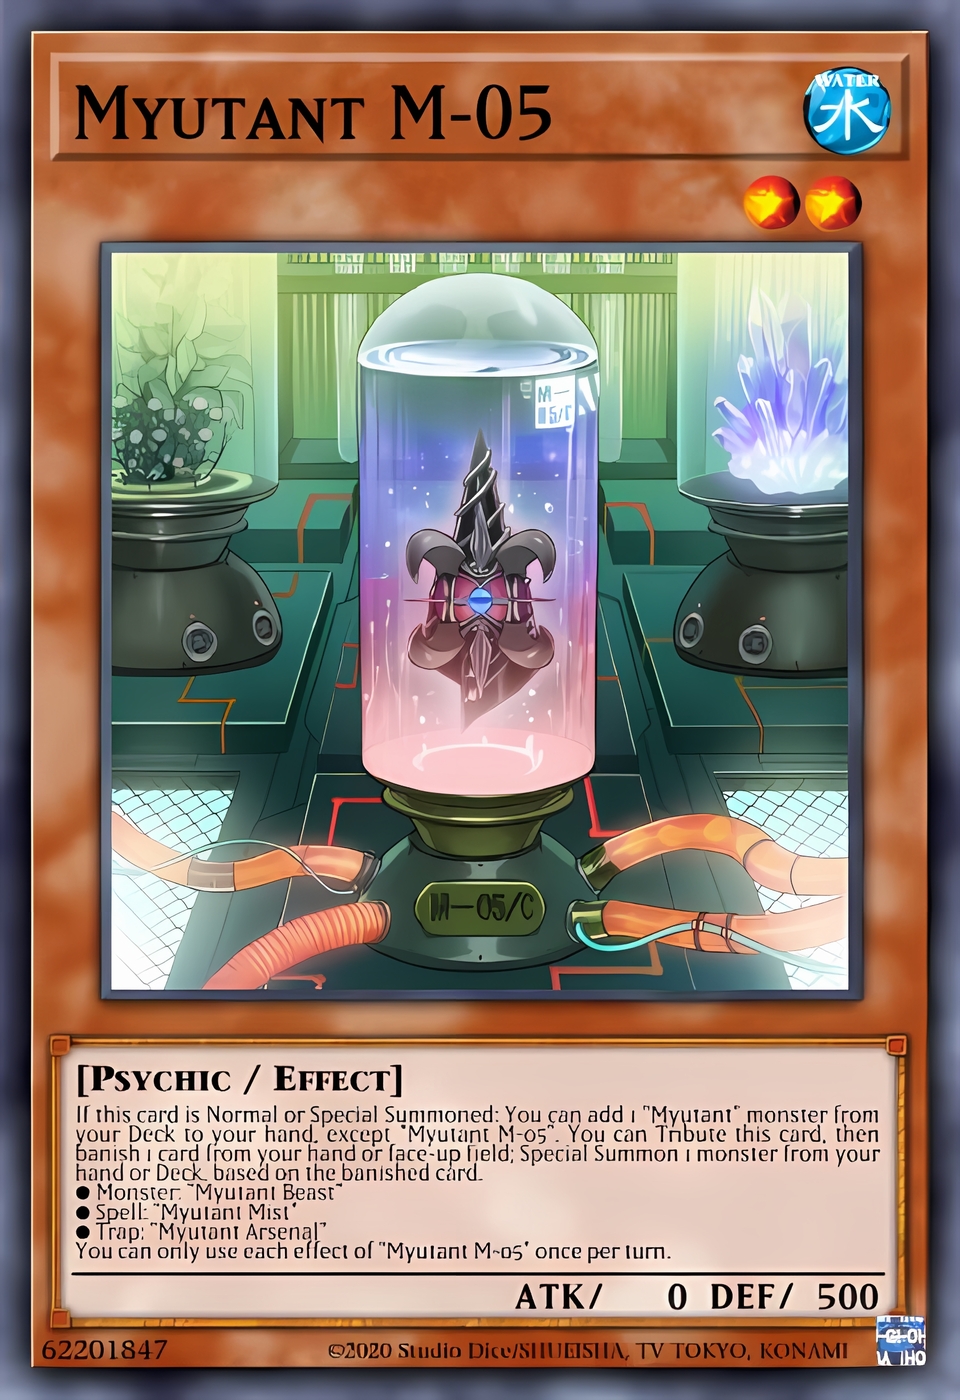 Myutant M-05
WATER
水
M-
05/C
M-05/C
[Psychic / Effect]
If this card is Normal or Special Summoned: You can add 1 "Myutant" monster from
your Deck to your hand, except "Myutant M-05". You can Tribute this card, then
banish 1 card from your hand or face-up field; Special Summon 1 monster from your
hand or Deck, based on the banished card.
● Monster: "Myutant Beast"
● Spell: "Myutant Mist"
● Trap: "Myutant Arsenal"
You can only use each effect of "Myutant M-05" once per turn.
ATK/ 0 DEF/ 500
62201847
©2020 Studio Dice/SHUEISHA, TV TOKYO, KONAMI